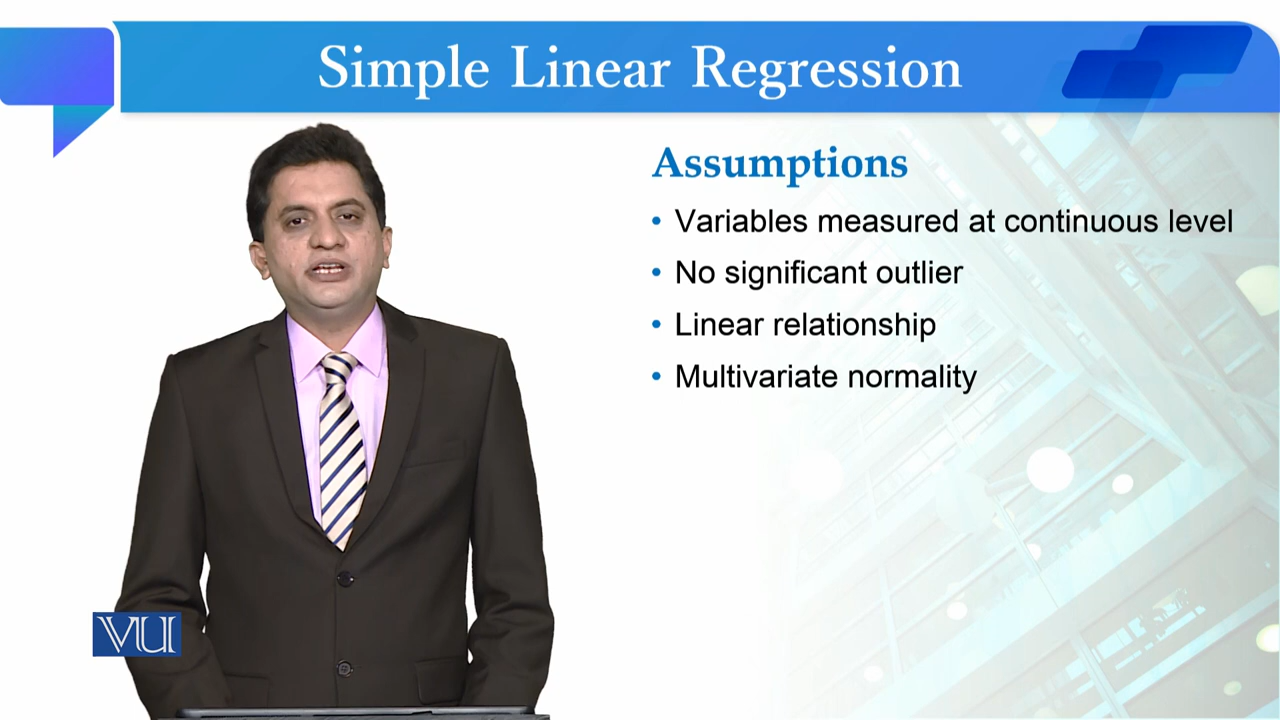 Simple Linear Regression
Assumptions
• Variables measured at continuous level
• No significant outlier
• Linear relationship
• Multivariate normality
VU